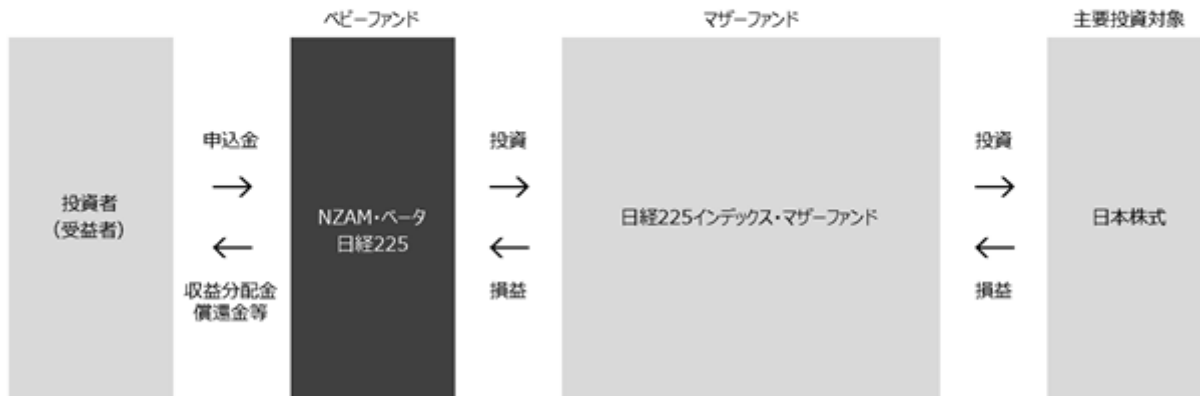 ベビーファンド
マザーファンド
主要投資対象
投資者
(受益者)
申込金
→
←
収益分配金
償還金等
NZAM・ベータ
日経225
投資
→
←
損益
日経225インデックス・マザーファンド
投資
→
←
損益
日本株式